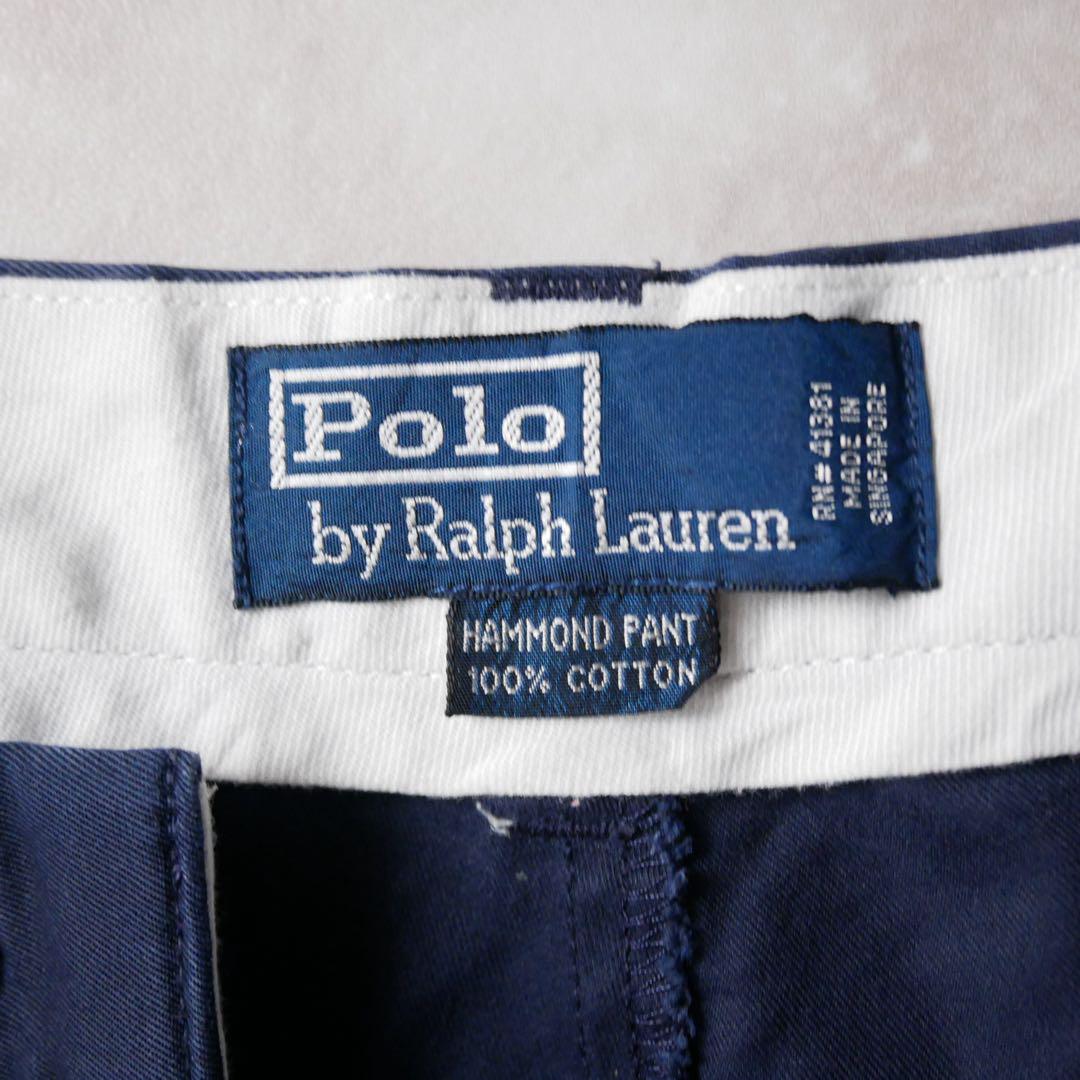 Polo
by Ralph Lauren
RN# 41381
MADE IN
SINGAPORE
HAMMOND PANT
100% COTTON